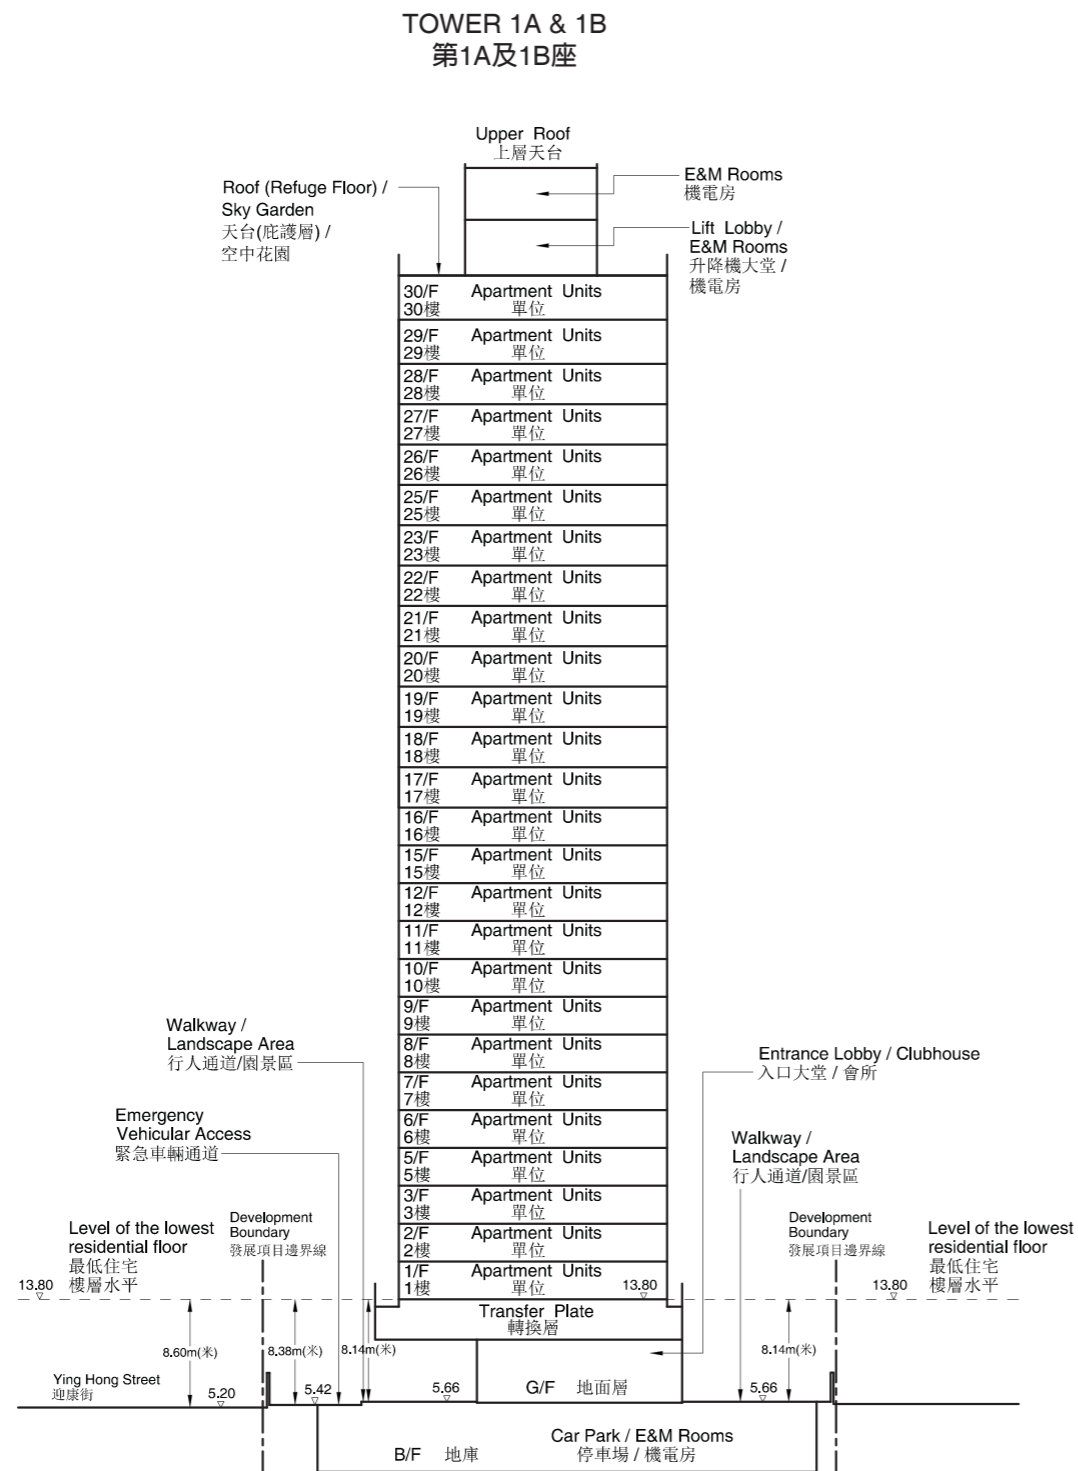 TOWER 1A & 1B
第1A及1B座
Upper Roof
上層天台
Roof (Refuge Floor) /
Sky Garden
天台(庇護層) /
空中花園
E&M Rooms
機電房
Lift Lobby /
E&M Rooms
升降機大堂 /
機電房
30/F Apartment Units
30樓 單位
29/F Apartment Units
29樓 單位
28/F Apartment Units
28樓 單位
27/F Apartment Units
27樓 單位
26/F Apartment Units
26樓 單位
25/F Apartment Units
25樓 單位
23/F Apartment Units
23樓 單位
22/F Apartment Units
22樓 單位
21/F Apartment Units
21樓 單位
20/F Apartment Units
20樓 單位
19/F Apartment Units
19樓 單位
18/F Apartment Units
18樓 單位
17/F Apartment Units
17樓 單位
16/F Apartment Units
16樓 單位
15/F Apartment Units
15樓 單位
12/F Apartment Units
12樓 單位
11/F Apartment Units
11樓 單位
10/F Apartment Units
10樓 單位
9/F Apartment Units
9樓 單位
8/F Apartment Units
8樓 單位
7/F Apartment Units
7樓 單位
6/F Apartment Units
6樓 單位
5/F Apartment Units
5樓 單位
3/F Apartment Units
3樓 單位
2/F Apartment Units
2樓 單位
1/F Apartment Units
1樓 單位 13.80
Walkway /
Landscape Area
行人通道/園景區
Emergency
Vehicular Access
緊急車輛通道
Entrance Lobby / Clubhouse
入口大堂 / 會所
Walkway /
Landscape Area
行人通道/園景區
Level of the lowest
residential floor
最低住宅
樓層水平
13.80
Development
Boundary
發展項目邊界線
Development
Boundary
發展項目邊界線
Level of the lowest
residential floor
最低住宅
樓層水平
13.80
Transfer Plate
轉換層
8.60m(米)
8.38m(米)
8.14m(米)
8.14m(米)
Ying Hong Street
迎康街
5.20
5.42
5.66
G/F 地面層
5.66
B/F 地庫
Car Park / E&M Rooms
停車場 / 機電房